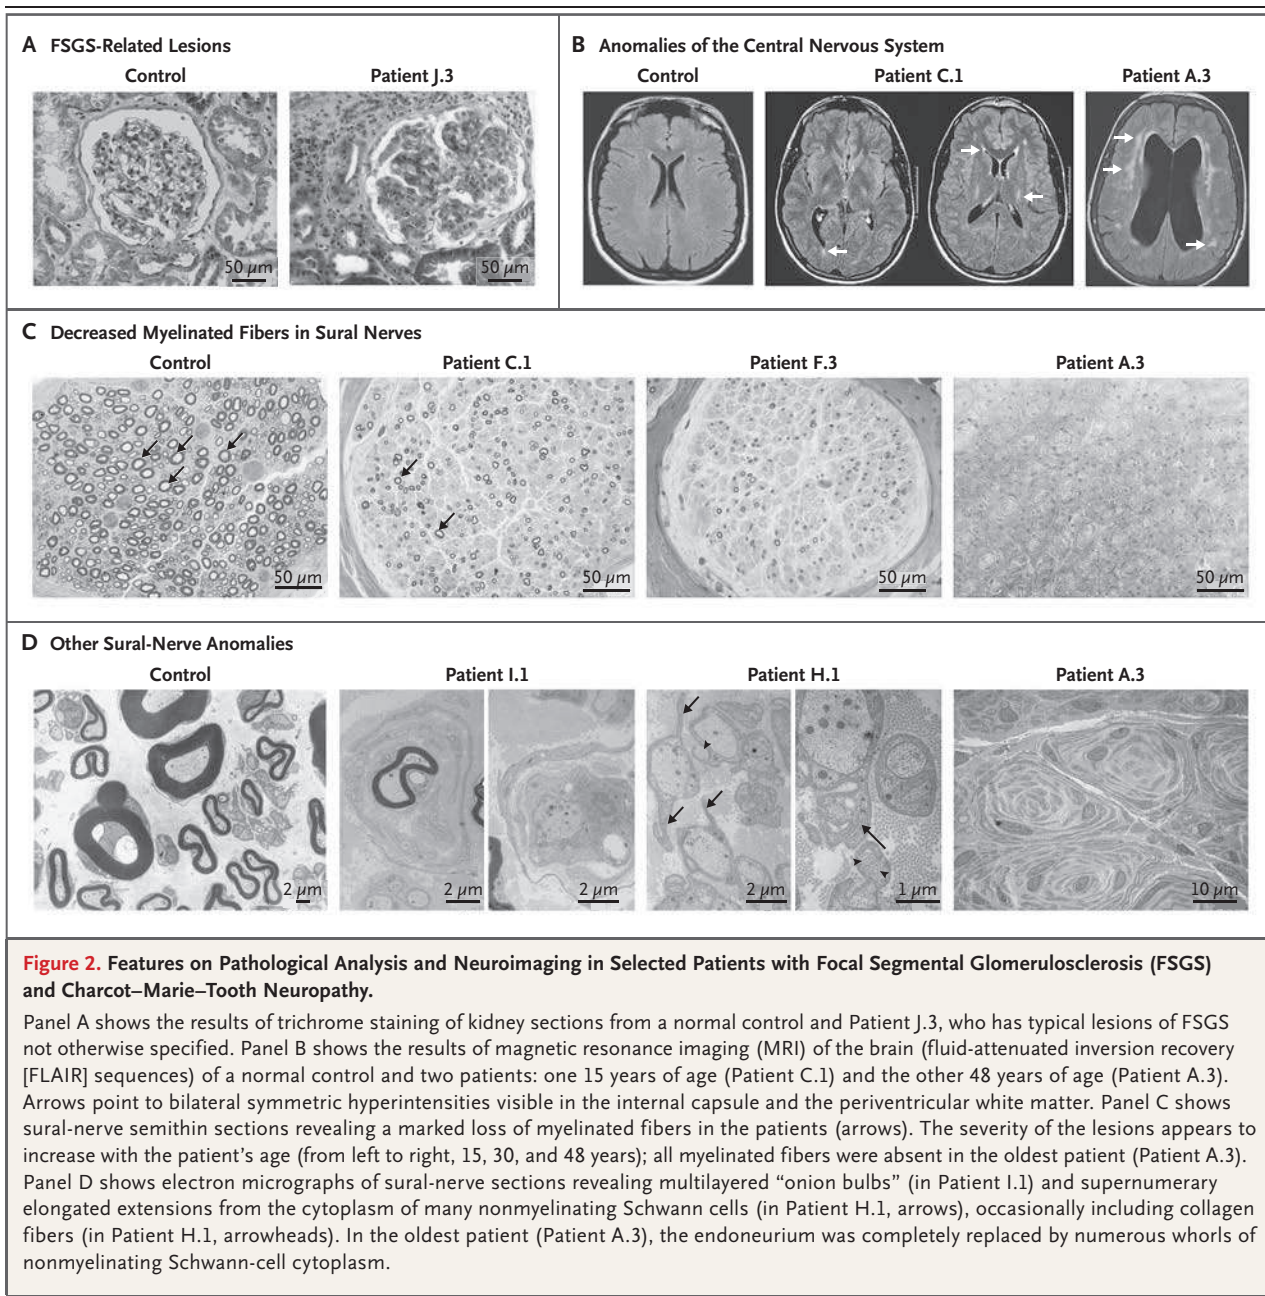 A FSGS-Related Lesions
Control
Patient J.3
50 µm
50 µm
B Anomalies of the Central Nervous System
Control
Patient C.1
Patient A.3
C Decreased Myelinated Fibers in Sural Nerves
Control
Patient C.1
Patient F.3
Patient A.3
50 µm
50 µm
50 µm
50 µm
D Other Sural-Nerve Anomalies
Control
Patient I.1
Patient H.1
Patient A.3
2 µm
2 µm
2 µm
2 µm
1 µm
10 µm
Figure 2. Features on Pathological Analysis and Neuroimaging in Selected Patients with Focal Segmental Glomerulosclerosis (FSGS)
and Charcot–Marie–Tooth Neuropathy.
Panel A shows the results of trichrome staining of kidney sections from a normal control and Patient J.3, who has typical lesions of FSGS
not otherwise specified. Panel B shows the results of magnetic resonance imaging (MRI) of the brain (fluid-attenuated inversion recovery
[FLAIR] sequences) of a normal control and two patients: one 15 years of age (Patient C.1) and the other 48 years of age (Patient A.3).
Arrows point to bilateral symmetric hyperintensities visible in the internal capsule and the periventricular white matter. Panel C shows
sural-nerve semithin sections revealing a marked loss of myelinated fibers in the patients (arrows). The severity of the lesions appears to
increase with the patient's age (from left to right, 15, 30, and 48 years); all myelinated fibers were absent in the oldest patient (Patient A.3).
Panel D shows electron micrographs of sural-nerve sections revealing multilayered “onion bulbs” (in Patient I.1) and supernumerary
elongated extensions from the cytoplasm of many nonmyelinating Schwann cells (in Patient H.1, arrows), occasionally including collagen
fibers (in Patient H.1, arrowheads). In the oldest patient (Patient A.3), the endoneurium was completely replaced by numerous whorls of
nonmyelinating Schwann-cell cytoplasm.